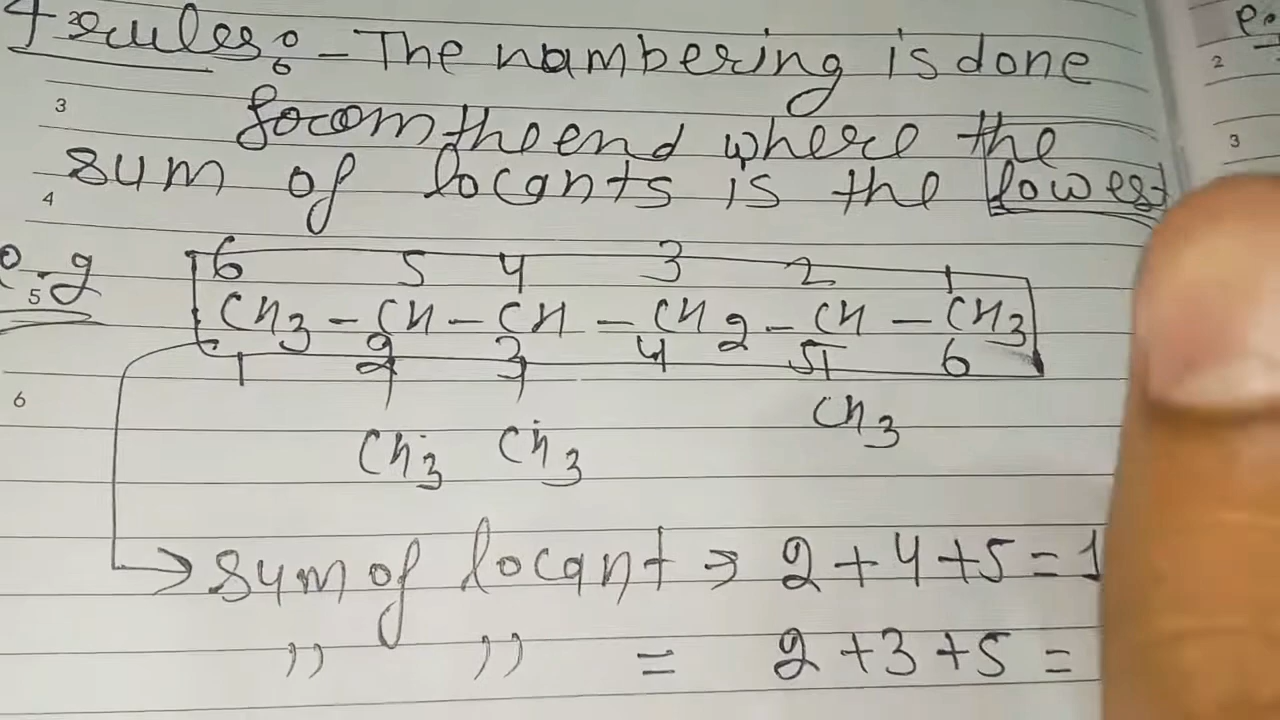 4 rules:- The numbering is done
from the end where the
sum of locants is the lowest
e.g
6 5 4 3 2 1
CH3 - CH - CH - CH2 - CH - CH3
1 2 3 4 5 6
CH3 CH3 CH3
→ sum of locant ⇒ 2+4+5=1
,, ,, = 2+3+5=